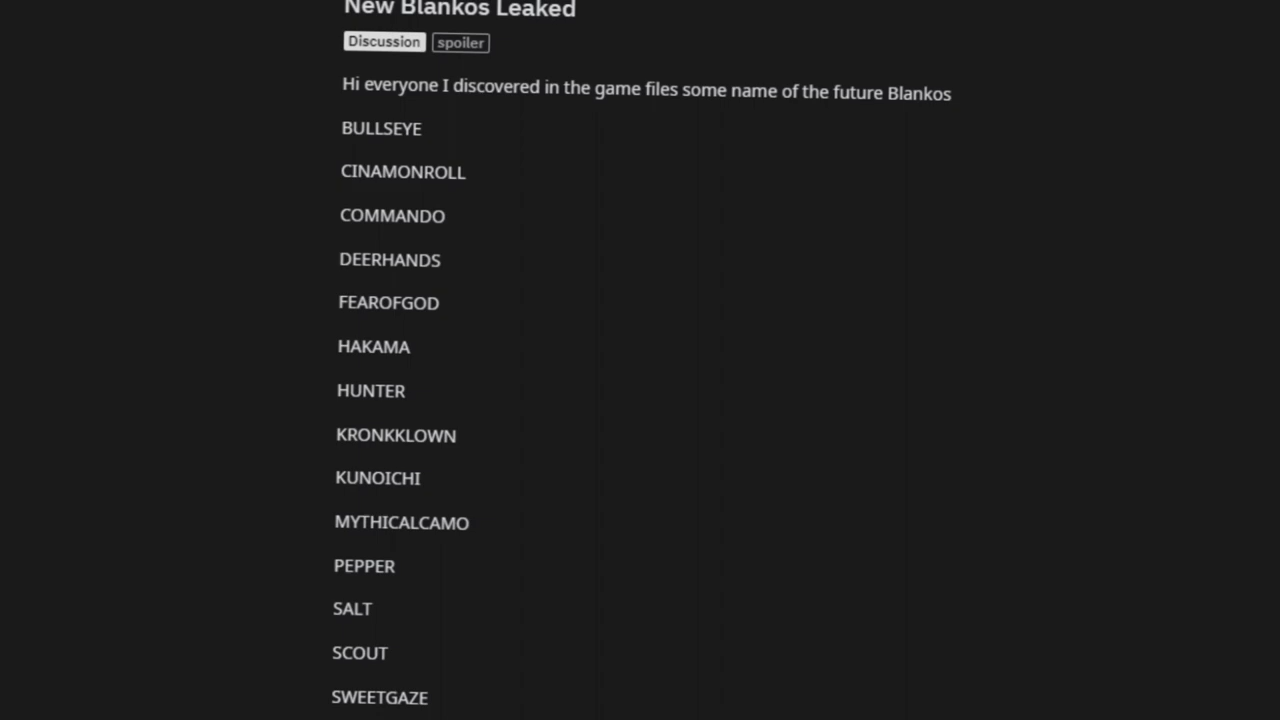 New Blankos Leaked
Discussion spoiler
Hi everyone I discovered in the game files some name of the future Blankos
BULLSEYE
CINAMONROLL
COMMANDO
DEERHANDS
FEAROFGOD
HAKAMA
HUNTER
KRONKKLOWN
KUNOICHI
MYTHICALCAMO
PEPPER
SALT
SCOUT
SWEETGAZE